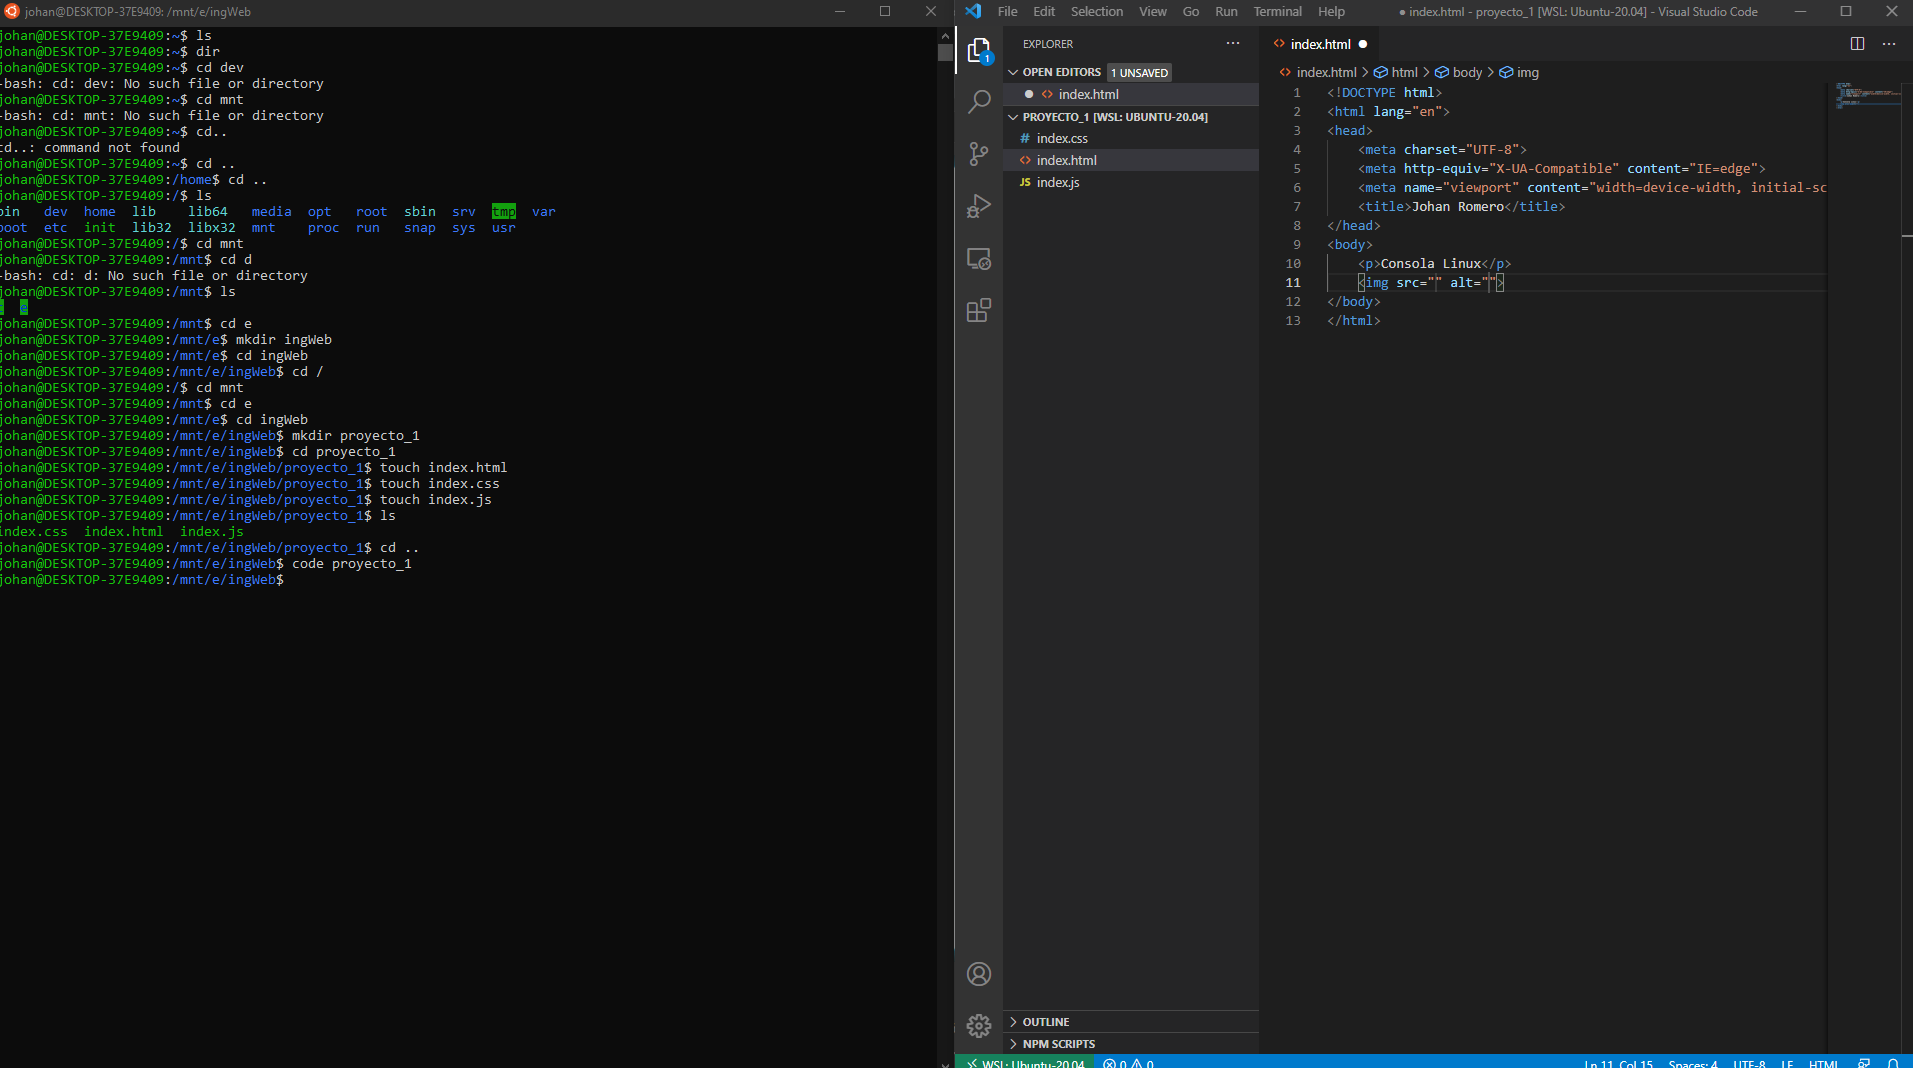 johan@DESKTOP-37E9409: /mnt/e/ingWeb
johan@DESKTOP-37E9409:~$ ls
johan@DESKTOP-37E9409:~$ dir
johan@DESKTOP-37E9409:~$ cd dev
-bash: cd: dev: No such file or directory
johan@DESKTOP-37E9409:~$ cd mnt
-bash: cd: mnt: No such file or directory
johan@DESKTOP-37E9409:~$ cd..
cd..: command not found
johan@DESKTOP-37E9409:~$ cd ..
johan@DESKTOP-37E9409:/home$ cd ..
johan@DESKTOP-37E9409:/$ ls
bin dev home lib lib64 media opt root sbin srv tmp var
boot etc init lib32 libx32 mnt proc run snap sys usr
johan@DESKTOP-37E9409:/$ cd mnt
johan@DESKTOP-37E9409:/mnt$ cd d
-bash: cd: d: No such file or directory
johan@DESKTOP-37E9409:/mnt$ ls
e
johan@DESKTOP-37E9409:/mnt$ cd e
johan@DESKTOP-37E9409:/mnt/e$ mkdir ingWeb
johan@DESKTOP-37E9409:/mnt/e$ cd ingWeb
johan@DESKTOP-37E9409:/mnt/e/ingWeb$ cd /
johan@DESKTOP-37E9409:/$ cd mnt
johan@DESKTOP-37E9409:/mnt$ cd e
johan@DESKTOP-37E9409:/mnt/e$ cd ingWeb
johan@DESKTOP-37E9409:/mnt/e/ingWeb$ mkdir proyecto_1
johan@DESKTOP-37E9409:/mnt/e/ingWeb$ cd proyecto_1
johan@DESKTOP-37E9409:/mnt/e/ingWeb/proyecto_1$ touch index.html
johan@DESKTOP-37E9409:/mnt/e/ingWeb/proyecto_1$ touch index.css
johan@DESKTOP-37E9409:/mnt/e/ingWeb/proyecto_1$ touch index.js
johan@DESKTOP-37E9409:/mnt/e/ingWeb/proyecto_1$ ls
index.css index.html index.js
johan@DESKTOP-37E9409:/mnt/e/ingWeb/proyecto_1$ cd ..
johan@DESKTOP-37E9409:/mnt/e/ingWeb$ code proyecto_1
johan@DESKTOP-37E9409:/mnt/e/ingWeb$
File Edit Selection View Go Run Terminal Help ● index.html - proyecto_1 [WSL: Ubuntu-20.04] - Visual Studio Code
1
EXPLORER ···
OPEN EDITORS 1 UNSAVED
● <> index.html
PROYECTO_1 [WSL: UBUNTU-20.04]
# index.css
<> index.html
JS index.js
OUTLINE
NPM SCRIPTS
<> index.html ● ···
<> index.html > html > body > img
1 <!DOCTYPE html>
2 <html lang="en">
3 <head>
4 <meta charset="UTF-8">
5 <meta http-equiv="X-UA-Compatible" content="IE=edge">
6 <meta name="viewport" content="width=device-width, initial-sc
7 <title>Johan Romero</title>
8 </head>
9 <body>
10 <p>Consola Linux</p>
11 <img src="" alt="">
12 </body>
13 </html>
WSL: Ubuntu-20.04 0 0 Ln 11, Col 15 Spaces: 4 UTF-8 LF HTML